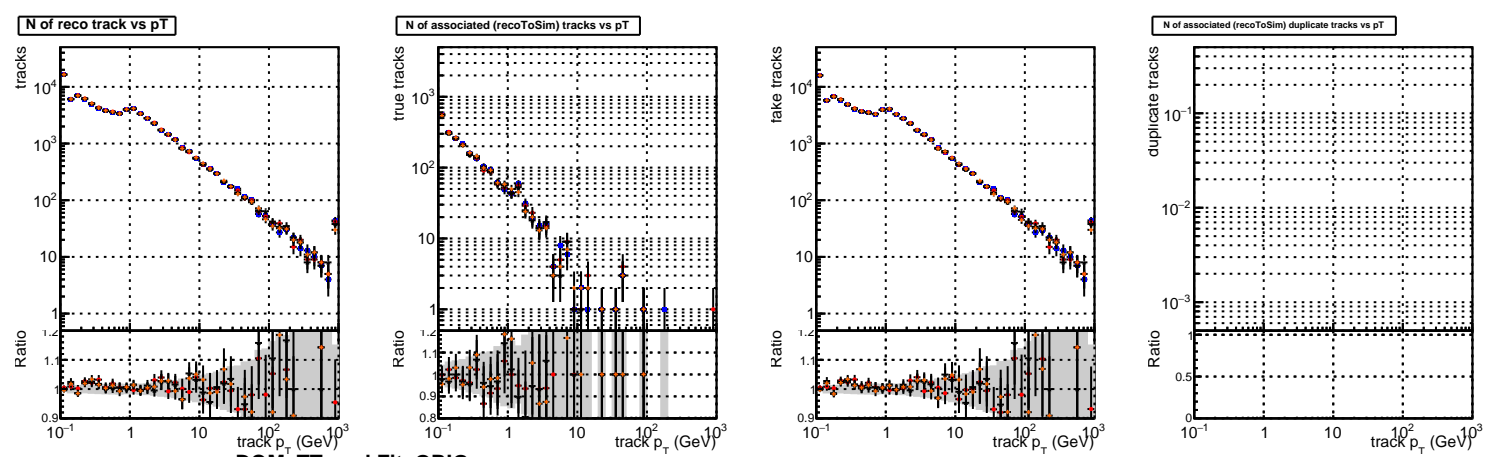 N of reco track vs pT
N of associated (recoToSim) tracks vs pT
N of associated (recoToSim) duplicate tracks vs pT
tracks
10⁴
10³
10²
10
1
Ratio
1.2
1.1
1
0.9
10⁻¹ 1 10 10² 10³
track p_T (GeV)
true tracks
10³
10²
10
1
Ratio
1.2
1.1
1
0.9
0.8
10⁻¹ 1 10 10² 10³
track p_T (GeV)
fake tracks
10⁴
10³
10²
10
1
Ratio
1.2
1.1
1
0.9
10⁻¹ 1 10 10² 10³
track p_T (GeV)
duplicate tracks
10⁻¹
10⁻²
10⁻³
Ratio
1
0.5
0
10⁻¹ 1 10 10² 10³
track p_T (GeV)